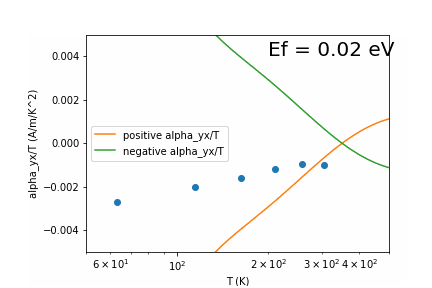 Ef = 0.02 eV
alpha_yx/T (A/m/K^2)
0.004
0.002
0.000
−0.002
−0.004
positive alpha_yx/T
negative alpha_yx/T
6 × 10¹
10²
2 × 10²
3 × 10²
4 × 10²
T (K)